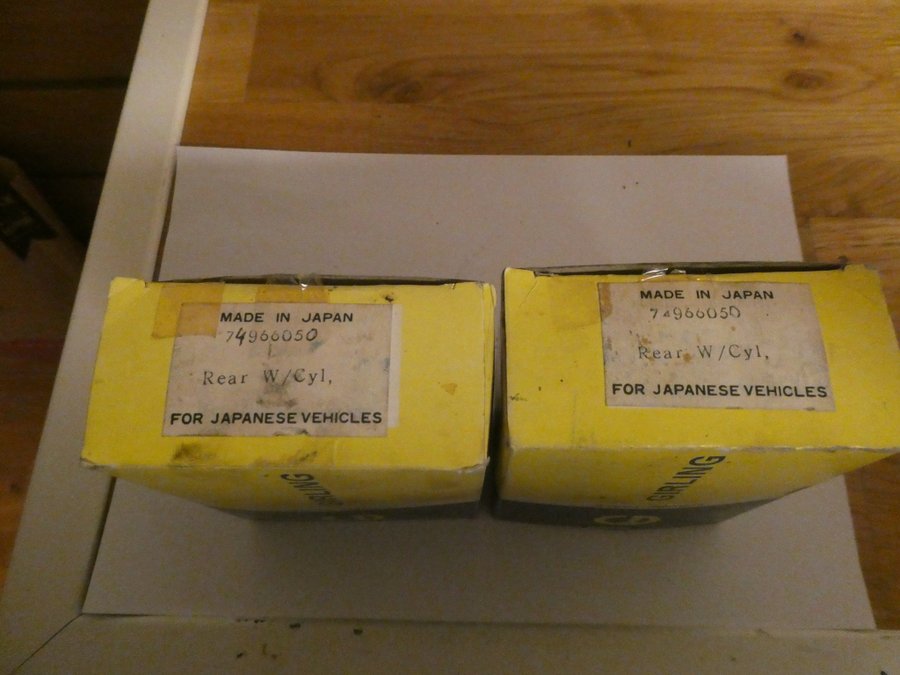 MADE IN JAPAN
74966050
Rear W/Cyl,
FOR JAPANESE VEHICLES
GIRLING
MADE IN JAPAN
74966050
Rear W/Cyl,
FOR JAPANESE VEHICLES
GIRLING